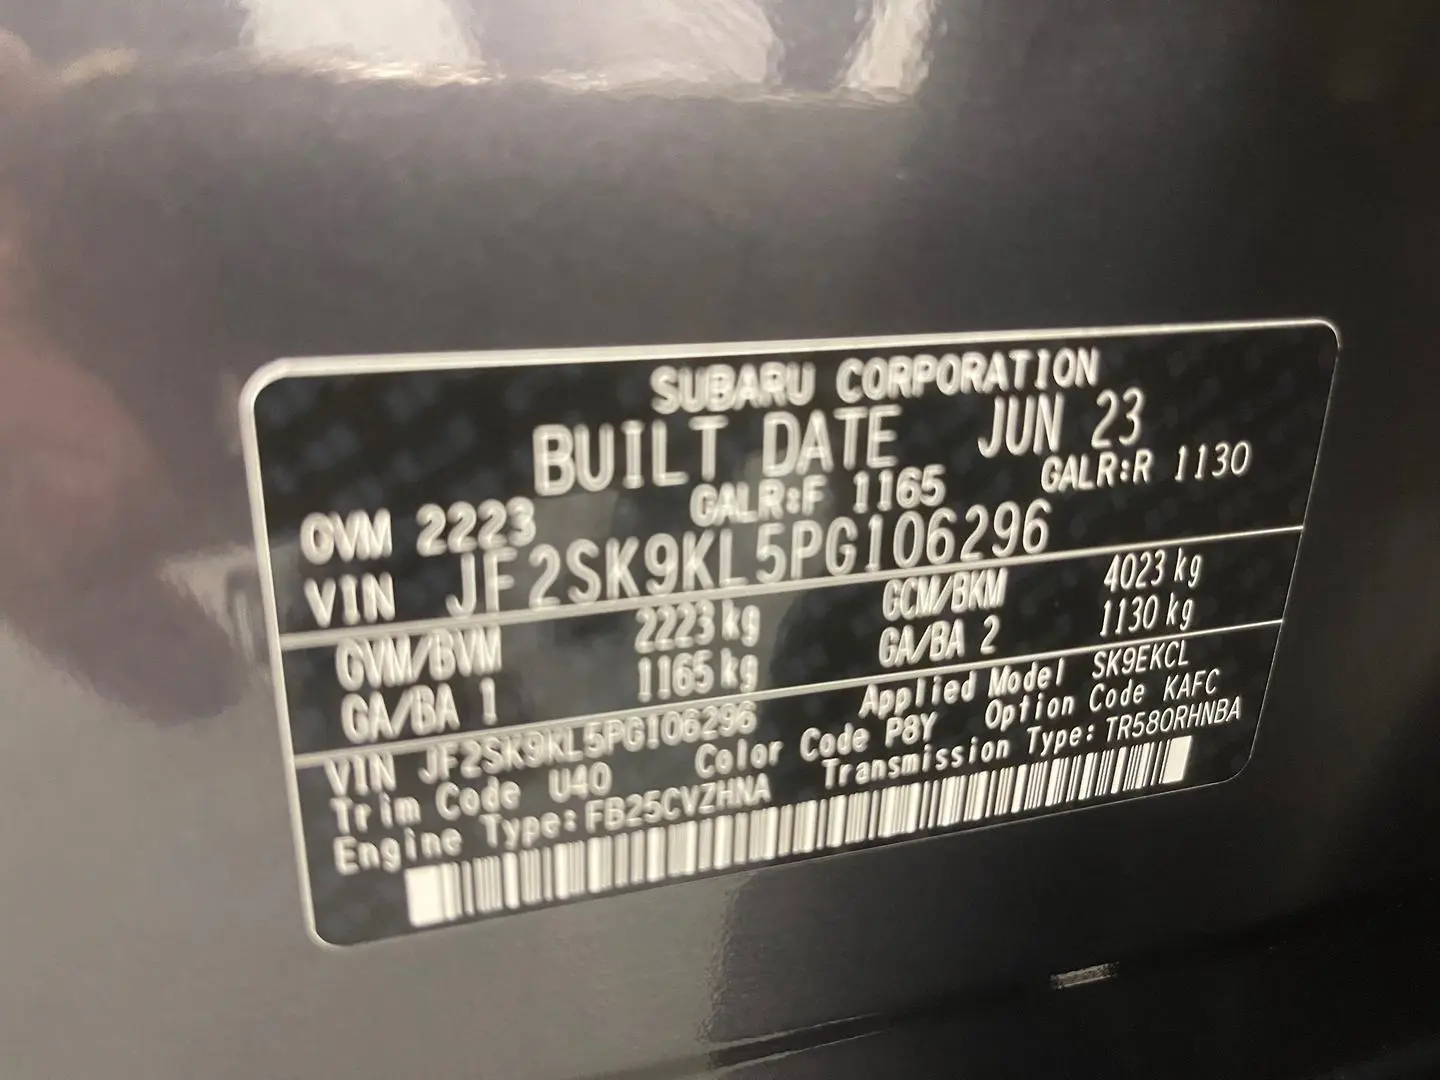 SUBARU CORPORATION
BUILT DATE JUN 23
GVM 2223 GALR:F 1165 GALR:R 1130
VIN JF2SK9KL5PG106296
GVM/BVM 2223 kg GCM/BKM 4023 kg
GA/BA 1 1165 kg GA/BA 2 1130 kg
VIN JF2SK9KL5PG106296 Applied Model SK9EKCL
Trim Code U40 Color Code P8Y Option Code KAFC
Engine Type: FB25CVZHNA Transmission Type: TR580RHNBA